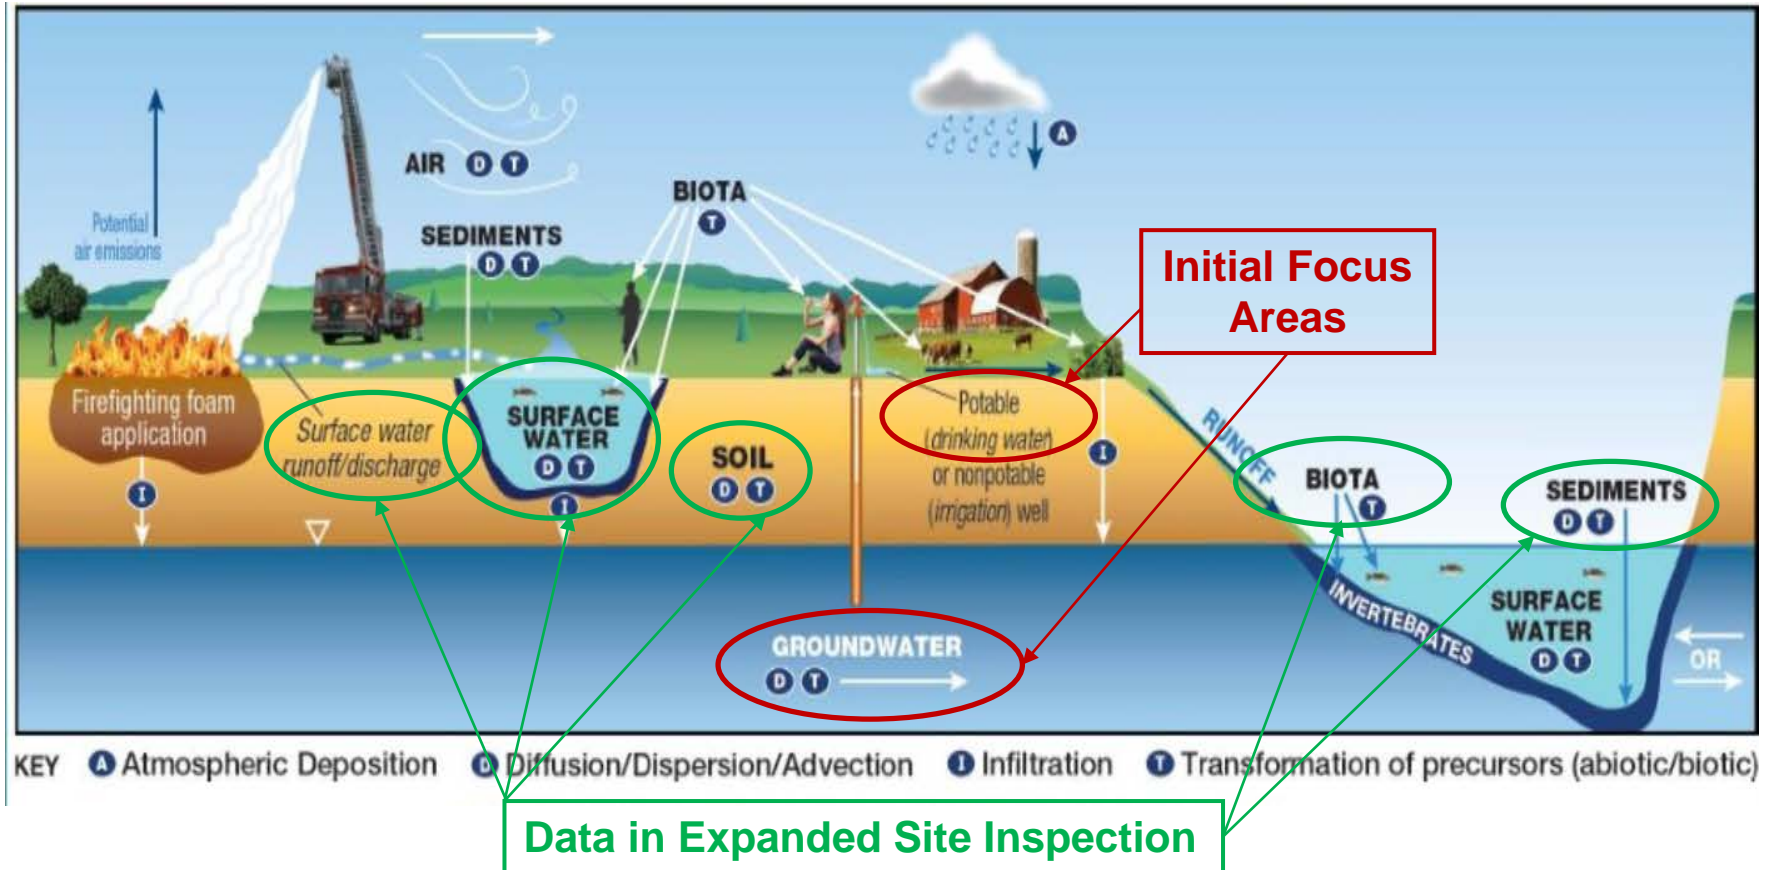 Potential
air emissions
AIR D T
SEDIMENTS
D T
BIOTA
T
A
Initial Focus
Areas
Firefighting foam
application
I
Surface water
runoff/discharge
SURFACE
WATER
D T
I
SOIL
D T
Potable
(drinking water)
or nonpotable
(irrigation) well
I
RUNOFF
BIOTA
T
SEDIMENTS
D T
INVERTEBRATES
SURFACE
WATER
D T
OR
GROUNDWATER
D T
KEY A Atmospheric Deposition D Diffusion/Dispersion/Advection I Infiltration T Transformation of precursors (abiotic/biotic)
Data in Expanded Site Inspection